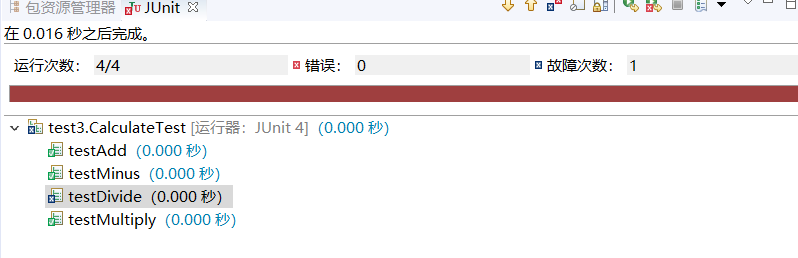 包资源管理器 JUnit
在 0.016 秒之后完成。
运行次数： 4/4 错误： 0 故障次数： 1
test3.CalculateTest [运行器：JUnit 4] (0.000 秒)
testAdd (0.000 秒)
testMinus (0.000 秒)
testDivide (0.000 秒)
testMultiply (0.000 秒)